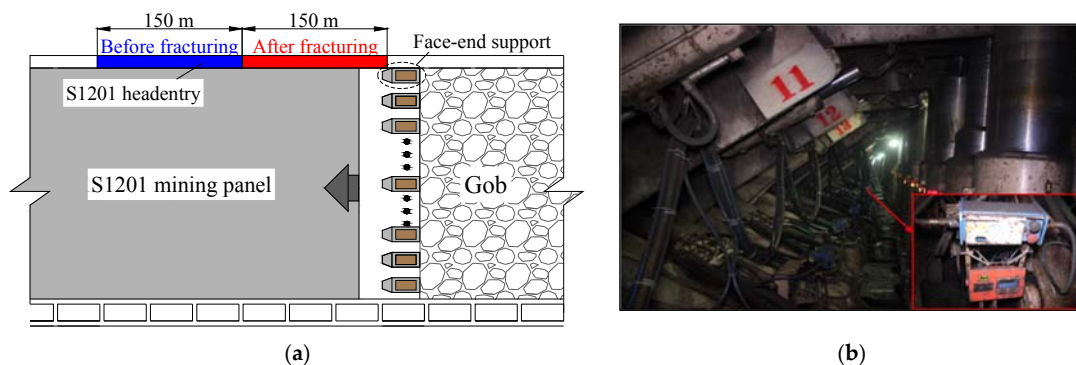 150 m
150 m
Before fracturing
After fracturing
Face-end support
S1201 headentry
S1201 mining panel
Gob
11
12
13
(a)
(b)